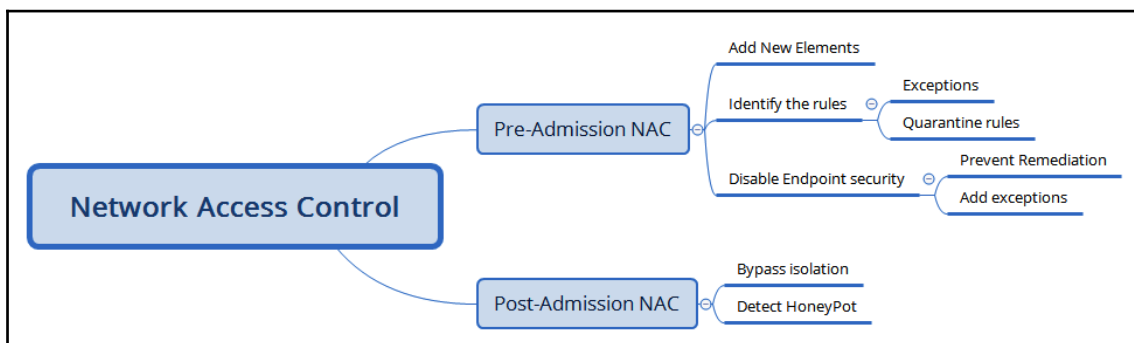 Network Access Control
Pre-Admission NAC
Add New Elements
Identify the rules
Exceptions
Quarantine rules
Disable Endpoint security
Prevent Remediation
Add exceptions
Post-Admission NAC
Bypass isolation
Detect HoneyPot